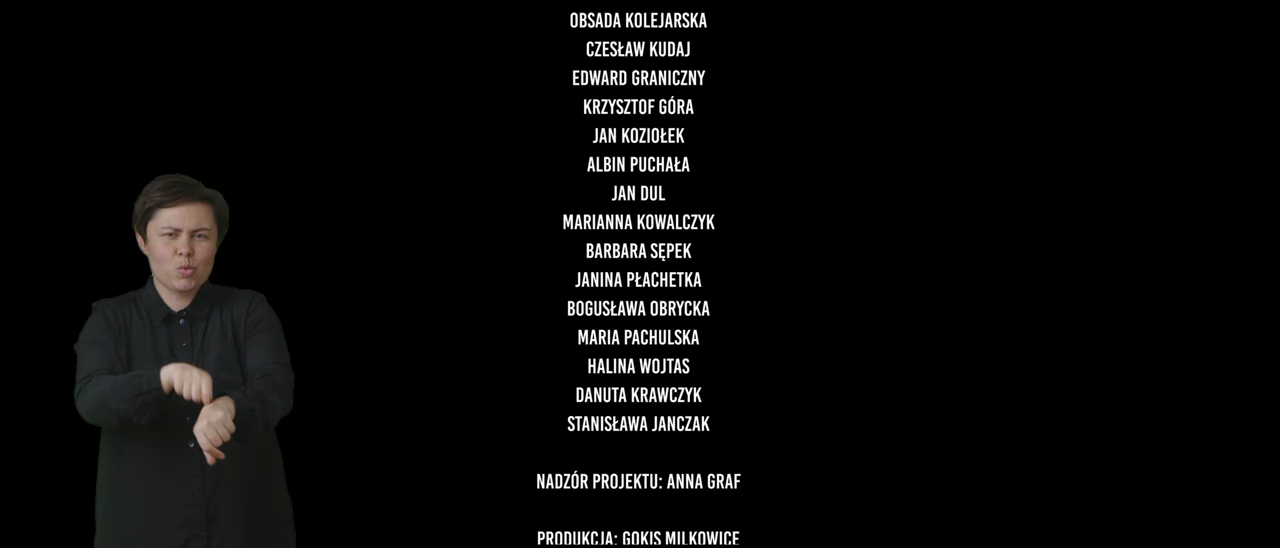 OBSADA KOLEJARSKA
CZESŁAW KUDAJ
EDWARD GRANICZNY
KRZYSZTOF GÓRA
JAN KOZIOŁEK
ALBIN PUCHAŁA
JAN DUL
MARIANNA KOWALCZYK
BARBARA SĘPEK
JANINA PŁACHETKA
BOGUSŁAWA OBRYCKA
MARIA PACHULSKA
HALINA WOJTAS
DANUTA KRAWCZYK
STANISŁAWA JANCZAK
NADZÓR PROJEKTU: ANNA GRAF
PRODUKCJA: GOKIS MILKOWICE